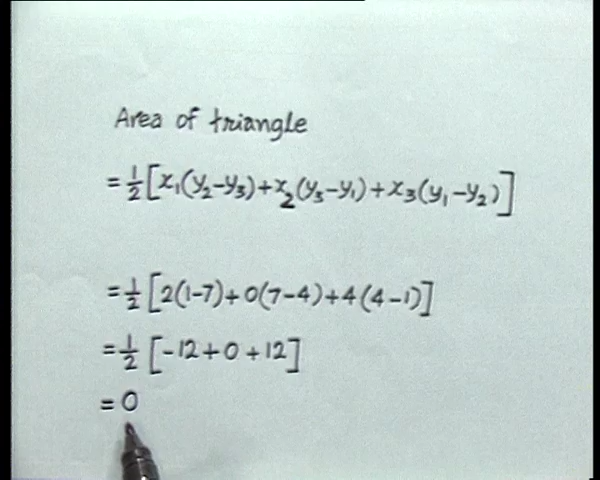 Area of triangle
= 1/2 [x₁(y₂-y₃)+x₂(y₃-y₁)+x₃(y₁-y₂)]
= 1/2 [2(1-7)+0(7-4)+4(4-1)]
= 1/2 [-12+0+12]
= 0